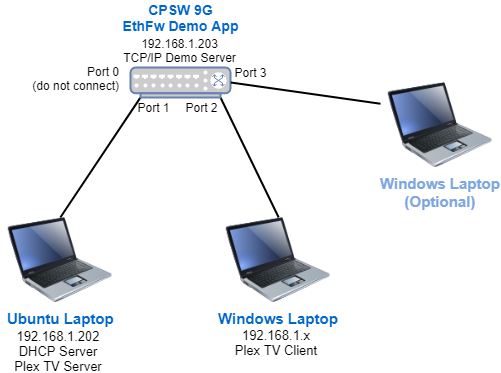 CPSW 9G
EthFw Demo App
192.168.1.203
TCP/IP Demo Server
Port 0
(do not connect)
Port 3
Port 1
Port 2
Windows Laptop
(Optional)
Ubuntu Laptop
192.168.1.202
DHCP Server
Plex TV Server
Windows Laptop
192.168.1.x
Plex TV Client